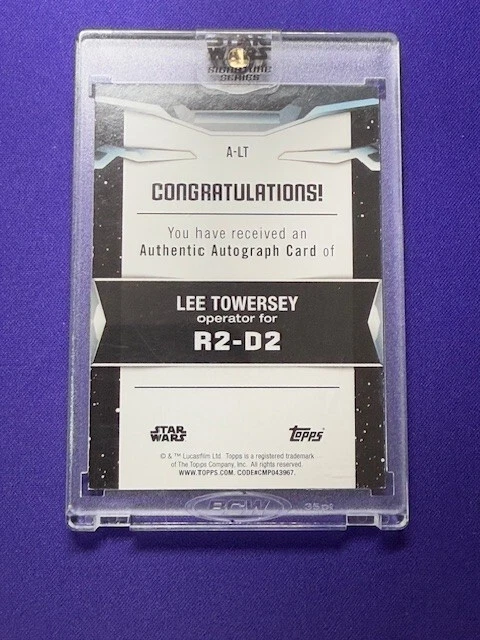 STAR
WARS
SIGNATURE
SERIES
A-LT
CONGRATULATIONS!
You have received an
Authentic Autograph Card of
LEE TOWERSEY
operator for
R2-D2
STAR
WARS
Topps
© & ™ Lucasfilm Ltd. Topps is a registered trademark
of The Topps Company, Inc. All rights reserved.
WWW.TOPPS.COM. CODE#CMP043967.
BCW
35pt